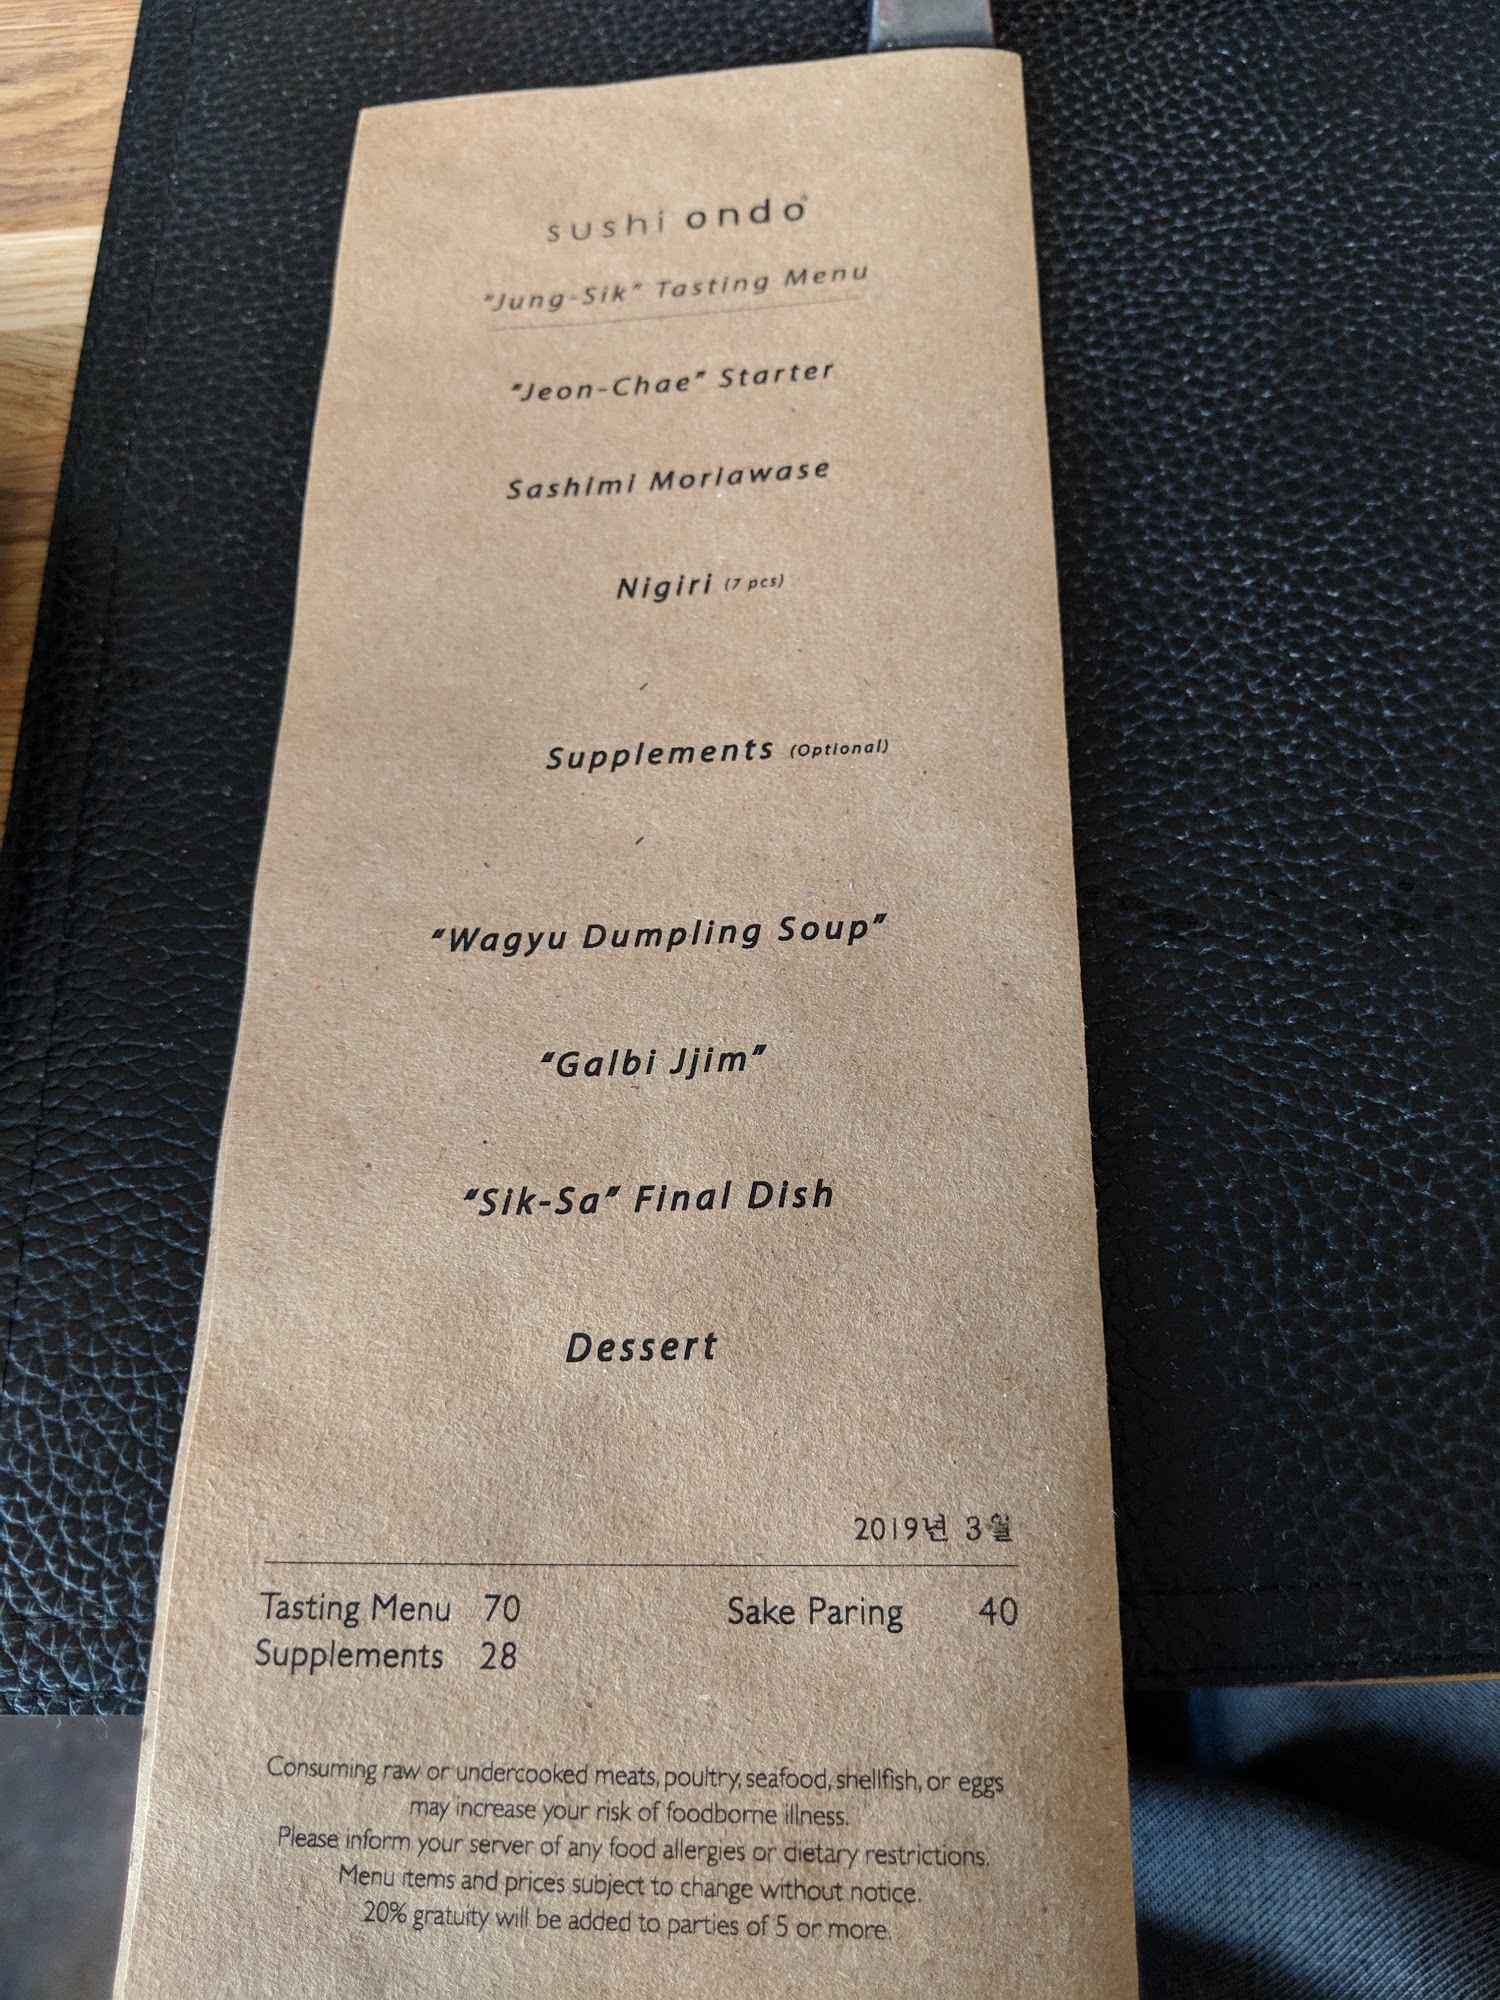 sushi ondo°
"Jung-Sik" Tasting Menu
"Jeon-Chae" Starter
Sashimi Moriawase
Nigiri (7 pcs)
Supplements (Optional)
"Wagyu Dumpling Soup"
"Galbi Jjim"
"Sik-Sa" Final Dish
Dessert
2019년 3월
Tasting Menu 70 Sake Paring 40
Supplements 28
Consuming raw or undercooked meats, poultry, seafood, shellfish, or eggs
may increase your risk of foodborne illness.
Please inform your server of any food allergies or dietary restrictions.
Menu items and prices subject to change without notice.
20% gratuity will be added to parties of 5 or more.